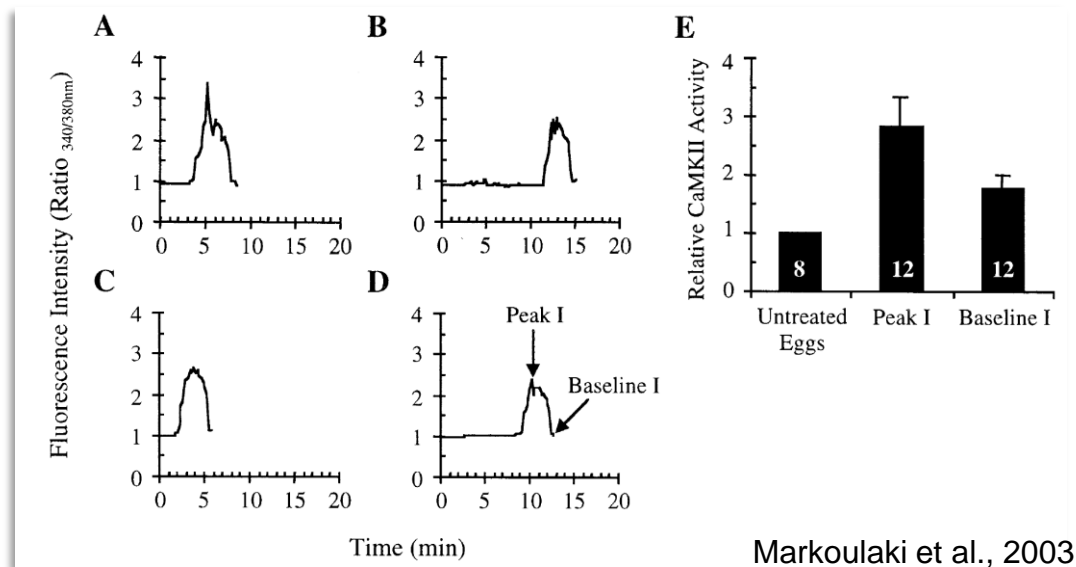 A
B
E
Fluorescence Intensity (Ratio 340/380nm)
4
3
2
1
0
0 5 10 15 20
4
3
2
1
0
0 5 10 15 20
Relative CaMKII Activity
4
3
2
1
0
8
12
12
Untreated Eggs
Peak I
Baseline I
C
D
4
3
2
1
0
0 5 10 15 20
4
3
2
1
0
0 5 10 15 20
Peak I
Baseline I
Time (min)
Markoulaki et al., 2003